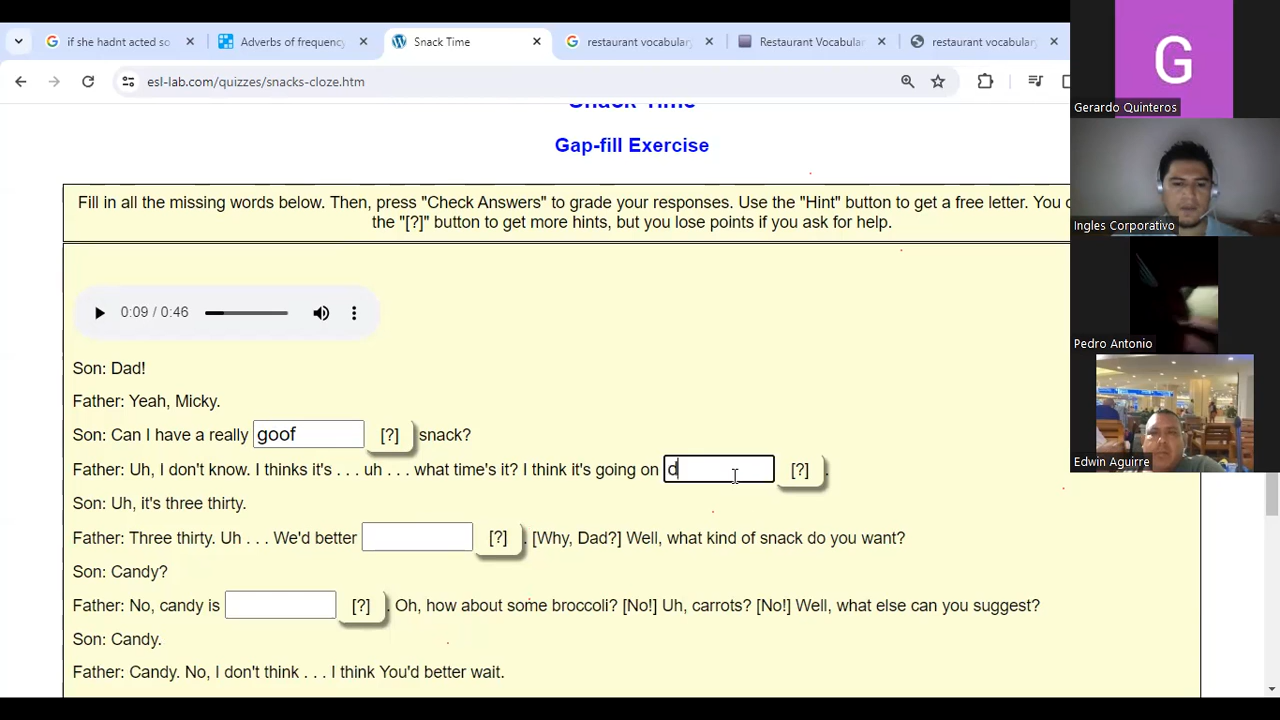 if she hadnt acted so
Adverbs of frequency
Snack Time
restaurant vocabulary
Restaurant Vocabula
restaurant vocabulary
esl-lab.com/quizzes/snacks-cloze.htm
Snack Time
Gap-fill Exercise
Fill in all the missing words below. Then, press "Check Answers" to grade your responses. Use the "Hint" button to get a free letter. You c
the "[?]" button to get more hints, but you lose points if you ask for help.
0:09 / 0:46
Son: Dad!
Father: Yeah, Micky.
Son: Can I have a really goof [?] snack?
Father: Uh, I don't know. I thinks it's . . . uh . . . what time's it? I think it's going on d [?] .
Son: Uh, it's three thirty.
Father: Three thirty. Uh . . . We'd better [?] . [Why, Dad?] Well, what kind of snack do you want?
Son: Candy?
Father: No, candy is [?] . Oh, how about some broccoli? [No!] Uh, carrots? [No!] Well, what else can you suggest?
Son: Candy.
Father: Candy. No, I don't think . . . I think You'd better wait.
G
Gerardo Quinteros
Ingles Corporativo
Pedro Antonio
Edwin Aguirre